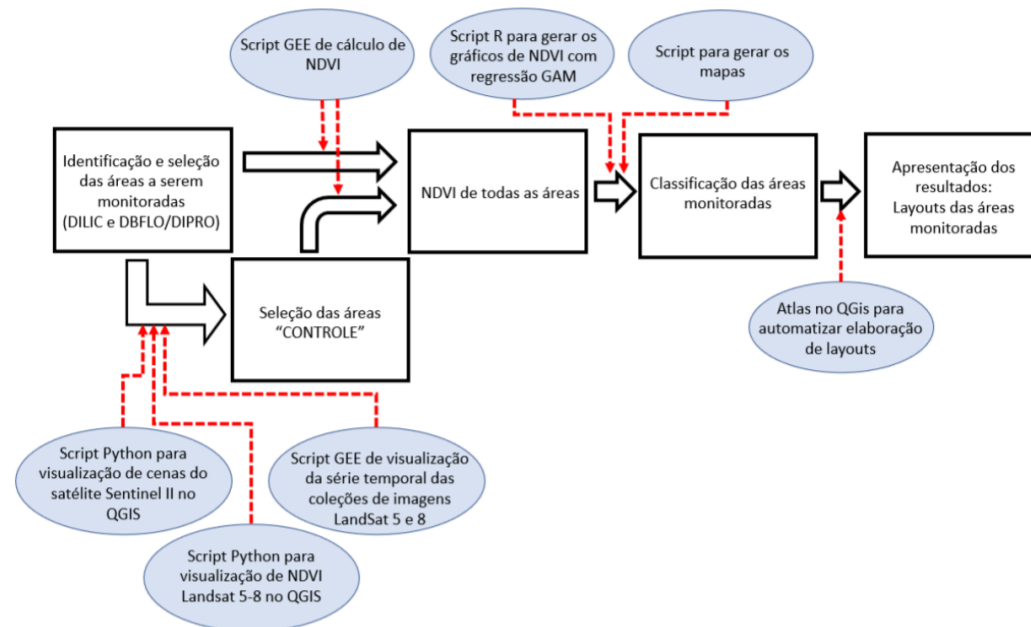 Script GEE de cálculo de
NDVI
Script R para gerar os
gráficos de NDVI com
regressão GAM
Script para gerar os
mapas
Identificação e seleção
das áreas a serem
monitoradas
(DILIC e DBFLO/DIPRO)
NDVI de todas as áreas
Classificação das áreas
monitoradas
Apresentação dos
resultados:
Layouts das áreas
monitoradas
Seleção das áreas
“CONTROLE”
Atlas no QGis para
automatizar elaboração
de layouts
Script Python para
visualização de cenas do
satélite Sentinel II no
QGIS
Script GEE de visualização
da série temporal das
coleções de imagens
LandSat 5 e 8
Script Python para
visualização de NDVI
Landsat 5-8 no QGIS